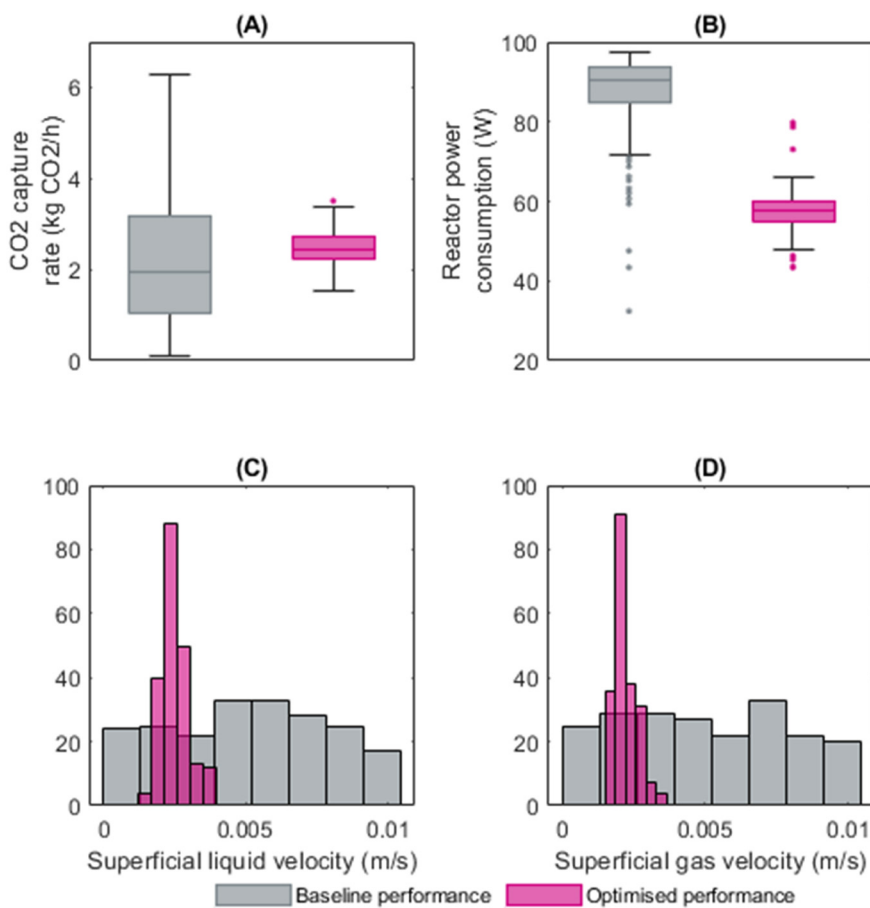 (A)
CO2 capture
rate (kg CO2/h)
6
4
2
0
(B)
Reactor power
consumption (W)
100
80
60
40
20
(C)
100
80
60
40
20
0
0 0.005 0.01
Superficial liquid velocity (m/s)
(D)
100
80
60
40
20
0
0 0.005 0.01
Superficial gas velocity (m/s)
Baseline performance Optimised performance